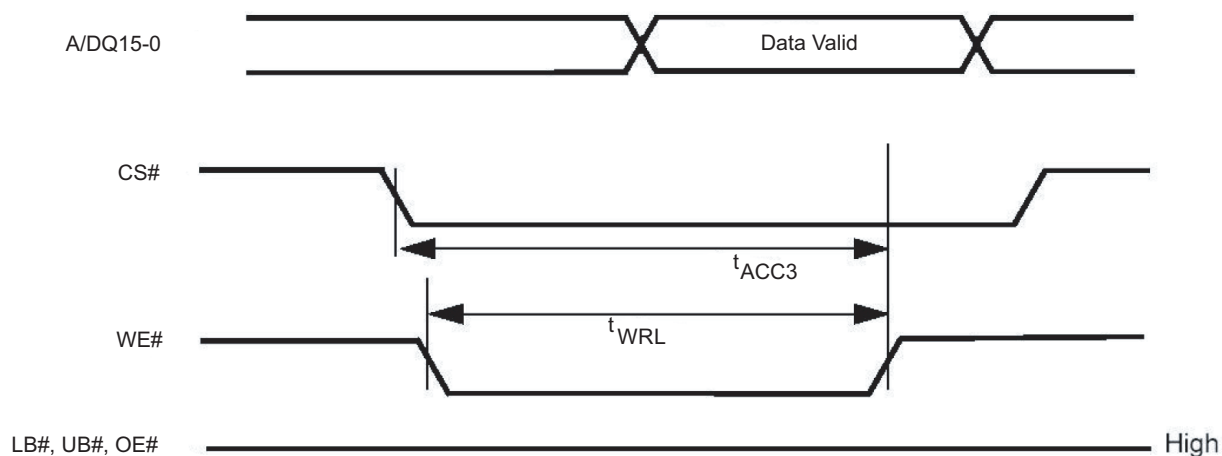 A/DQ15-0
Data Valid
CS#
tACC3
tWRL
WE#
LB#, UB#, OE#
High